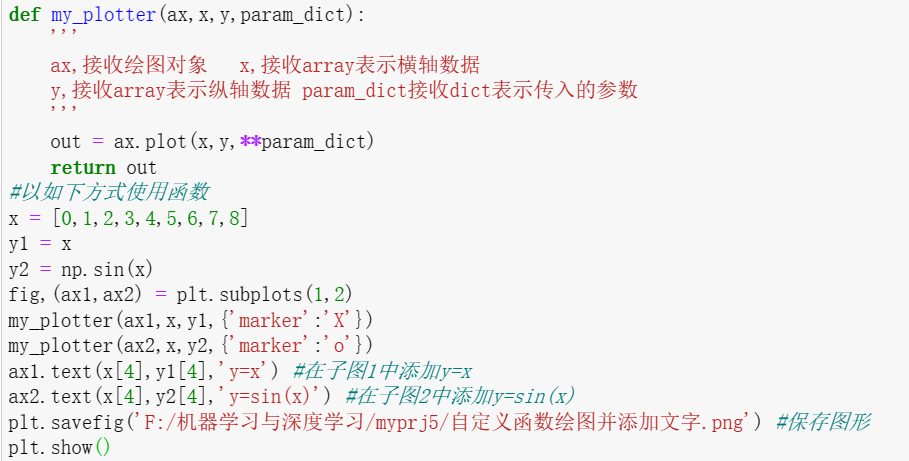 def my_plotter(ax,x,y,param_dict):
    '''
    ax,接收绘图对象   x,接收array表示横轴数据
    y,接收array表示纵轴数据 param_dict接收dict表示传入的参数
    '''
    out = ax.plot(x,y,**param_dict)
    return out
#以如下方式使用函数
x = [0,1,2,3,4,5,6,7,8]
y1 = x
y2 = np.sin(x)
fig,(ax1,ax2) = plt.subplots(1,2)
my_plotter(ax1,x,y1,{'marker':'X'})
my_plotter(ax2,x,y2,{'marker':'o'})
ax1.text(x[4],y1[4],'y=x') #在子图1中添加y=x
ax2.text(x[4],y2[4],'y=sin(x)') #在子图2中添加y=sin(x)
plt.savefig('F:/机器学习与深度学习/myprj5/自定义函数绘图并添加文字.png') #保存图形
plt.show()